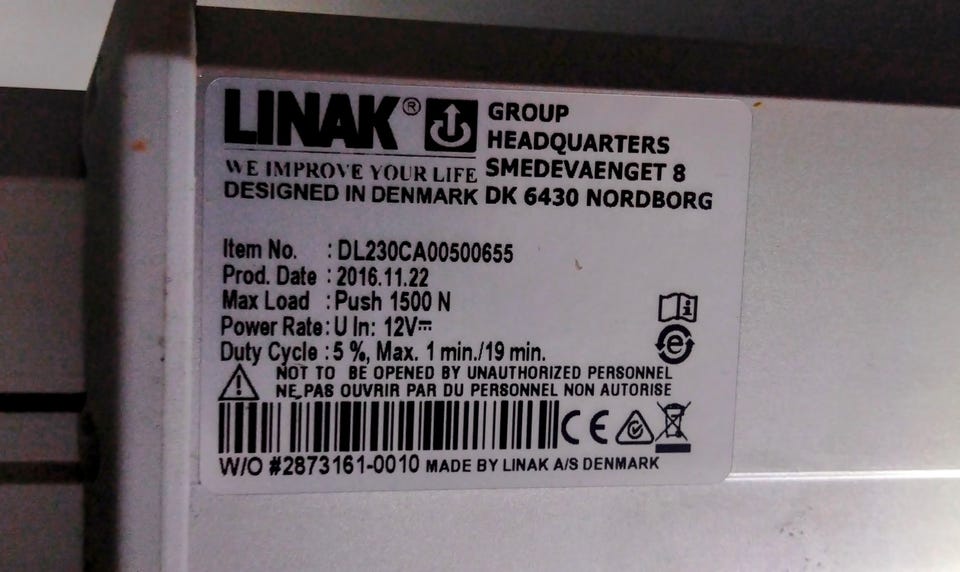 LINAK®
WE IMPROVE YOUR LIFE
DESIGNED IN DENMARK
GROUP
HEADQUARTERS
SMEDEVAENGET 8
DK 6430 NORDBORG
Item No. : DL230CA00500655
Prod. Date : 2016.11.22
Max Load : Push 1500 N
Power Rate: U In: 12V⎓
Duty Cycle : 5 %, Max. 1 min./19 min.
NOT TO BE OPENED BY UNAUTHORIZED PERSONNEL
NE PAS OUVRIR PAR DU PERSONNEL NON AUTORISE
CE
W/O #2873161-0010 MADE BY LINAK A/S DENMARK